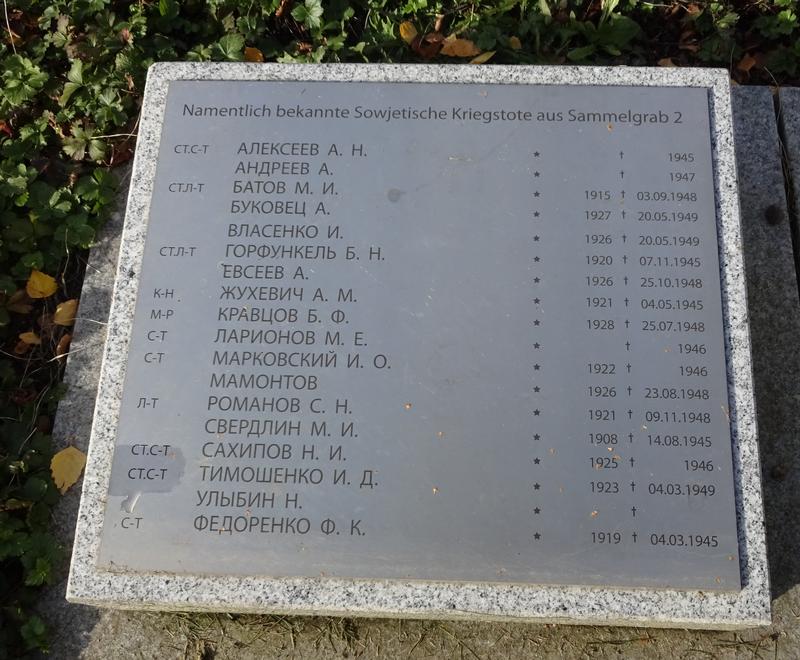 Namentlich bekannte Sowjetische Kriegstote aus Sammelgrab 2
СТ.С-Т АЛЕКСЕЕВ А. Н. * † 1945
АНДРЕЕВ А. * † 1947
СТ.Л-Т БАТОВ М. И. * 1915 † 03.09.1948
БУКОВЕЦ А. * 1927 † 20.05.1949
ВЛАСЕНКО И. * 1926 † 20.05.1949
СТ.Л-Т ГОРФУНКЕЛЬ Б. Н. * 1920 † 07.11.1945
ЕВСЕЕВ А. * 1926 † 25.10.1948
К-Н ЖУХЕВИЧ А. М. * 1921 † 04.05.1945
М-Р КРАВЦОВ Б. Ф. * 1928 † 25.07.1948
С-Т ЛАРИОНОВ М. Е. * † 1946
С-Т МАРКОВСКИЙ И. О. * 1922 † 1946
МАМОНТОВ * 1926 † 23.08.1948
Л-Т РОМАНОВ С. Н. * 1921 † 09.11.1948
СВЕРДЛИН М. И. * 1908 † 14.08.1945
СТ.С-Т САХИПОВ Н. И. * 1925 † 1946
СТ.С-Т ТИМОШЕНКО И. Д. * 1923 † 04.03.1949
УЛЫБИН Н. * †
С-Т ФЕДОРЕНКО Ф. К. * 1919 † 04.03.1945